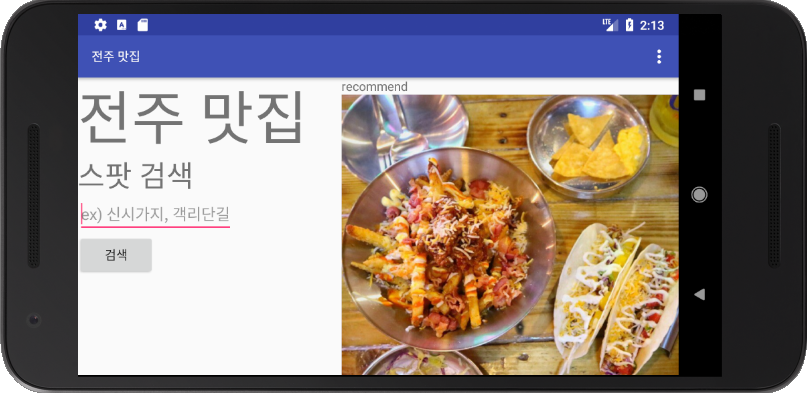 LTE 2:13
전주 맛집
전주 맛집
스팟 검색
ex) 신시가지, 객리단길
검색
recommend